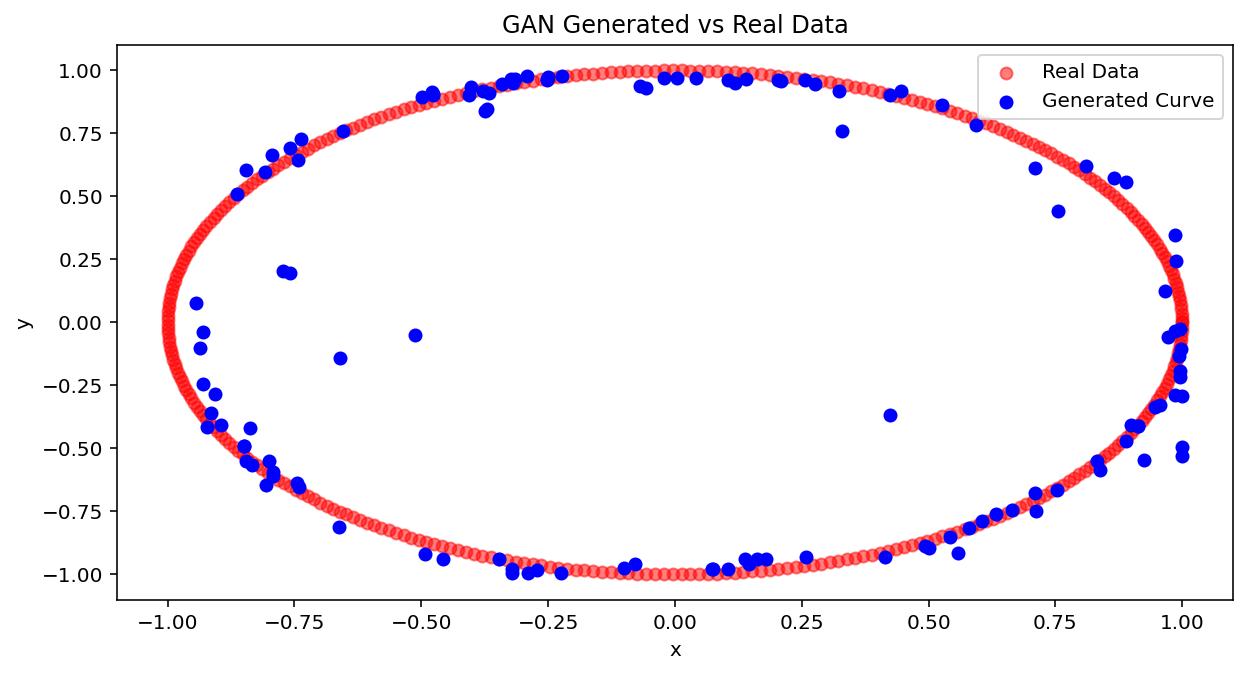 GAN Generated vs Real Data
Real Data
Generated Curve
1.00
0.75
0.50
0.25
0.00
−0.25
−0.50
−0.75
−1.00
y
−1.00 −0.75 −0.50 −0.25 0.00 0.25 0.50 0.75 1.00
x